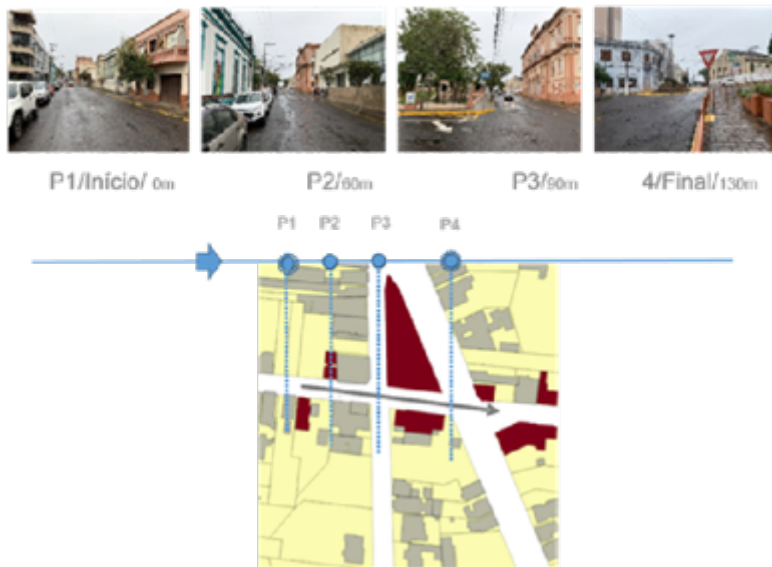 P1/Início/ 0m
P2/60m
P3/90m
4/Final/130m
P1
P2
P3
P4